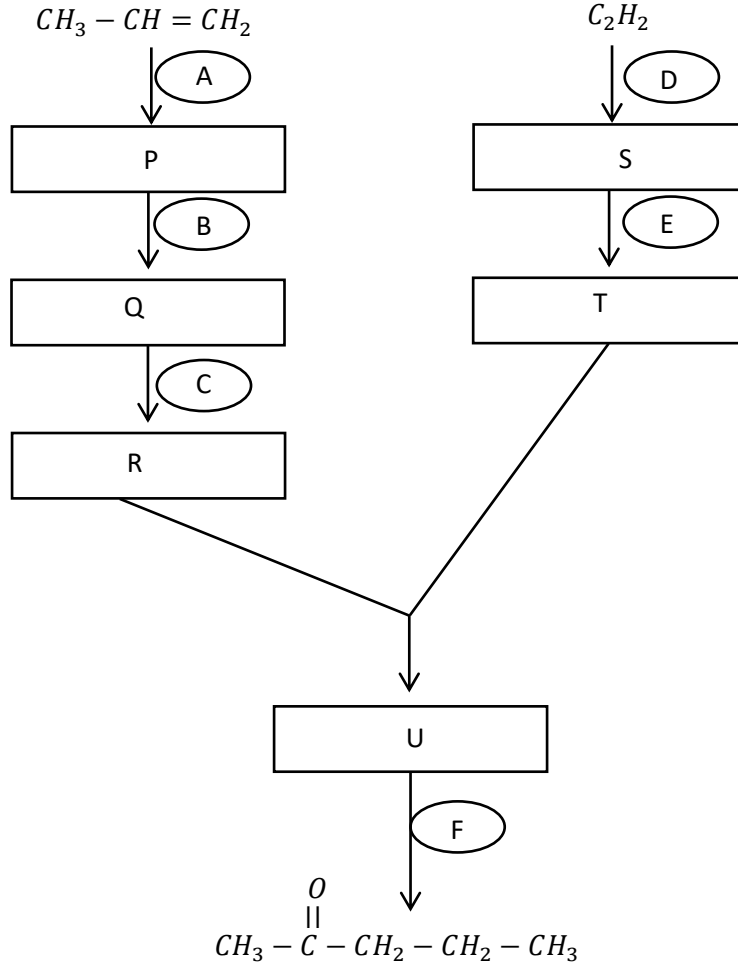 CH₃ − CH = CH₂
C₂H₂
A
D
P
S
B
E
Q
T
C
R
U
F
O
||
CH₃ − C − CH₂ − CH₂ − CH₃